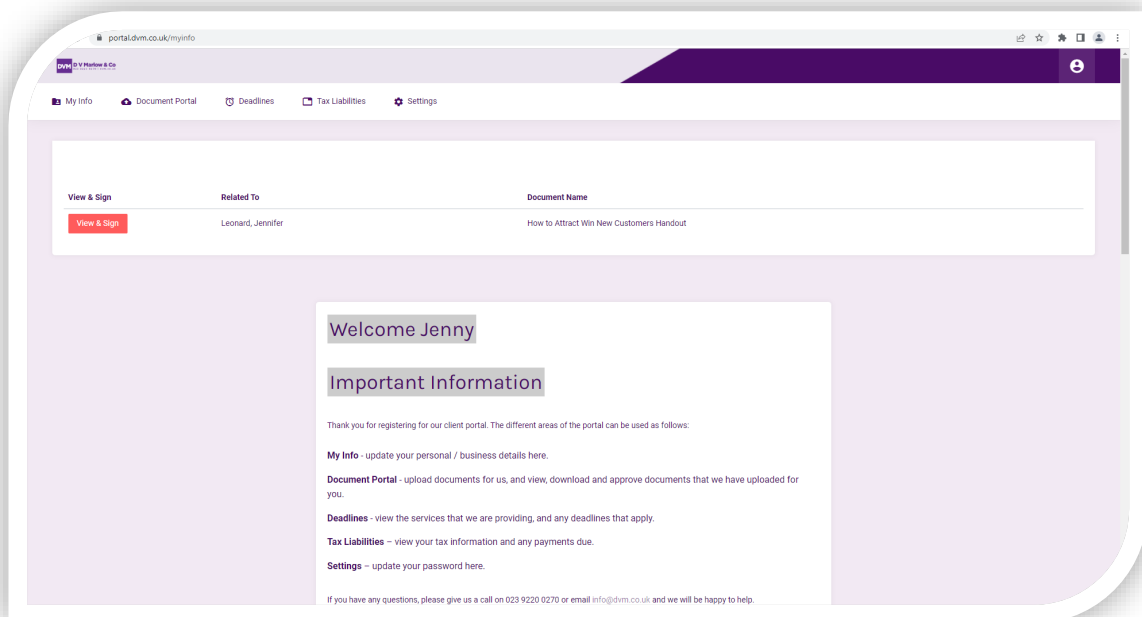 portal.dvm.co.uk/myinfo
DVM D V Marlow & Co
My Info Document Portal Deadlines Tax Liabilities Settings
View & Sign Related To Document Name
View & Sign Leonard, Jennifer How to Attract Win New Customers Handout
Welcome Jenny
Important Information
Thank you for registering for our client portal. The different areas of the portal can be used as follows:
My Info - update your personal / business details here.
Document Portal - upload documents for us, and view, download and approve documents that we have uploaded for
you.
Deadlines - view the services that we are providing, and any deadlines that apply.
Tax Liabilities – view your tax information and any payments due.
Settings – update your password here.
If you have any questions, please give us a call on 023 9220 0270 or email info@dvm.co.uk and we will be happy to help.